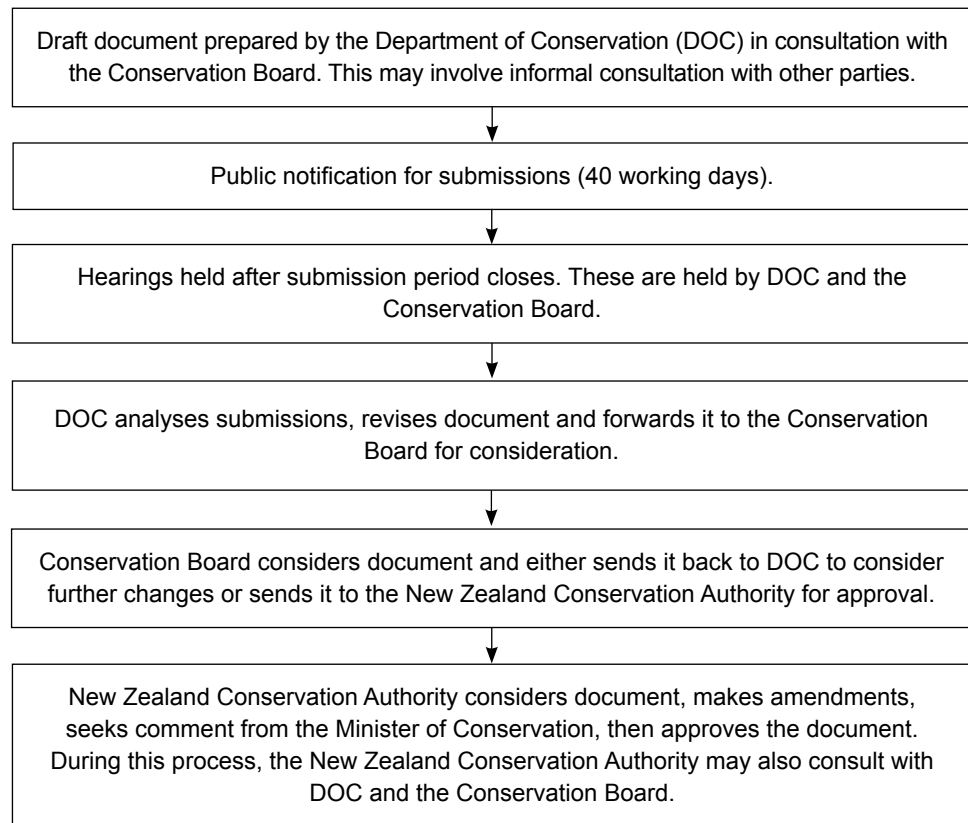 Draft document prepared by the Department of Conservation (DOC) in consultation with
the Conservation Board. This may involve informal consultation with other parties.
Public notification for submissions (40 working days).
Hearings held after submission period closes. These are held by DOC and the
Conservation Board.
DOC analyses submissions, revises document and forwards it to the Conservation
Board for consideration.
Conservation Board considers document and either sends it back to DOC to consider
further changes or sends it to the New Zealand Conservation Authority for approval.
New Zealand Conservation Authority considers document, makes amendments,
seeks comment from the Minister of Conservation, then approves the document.
During this process, the New Zealand Conservation Authority may also consult with
DOC and the Conservation Board.